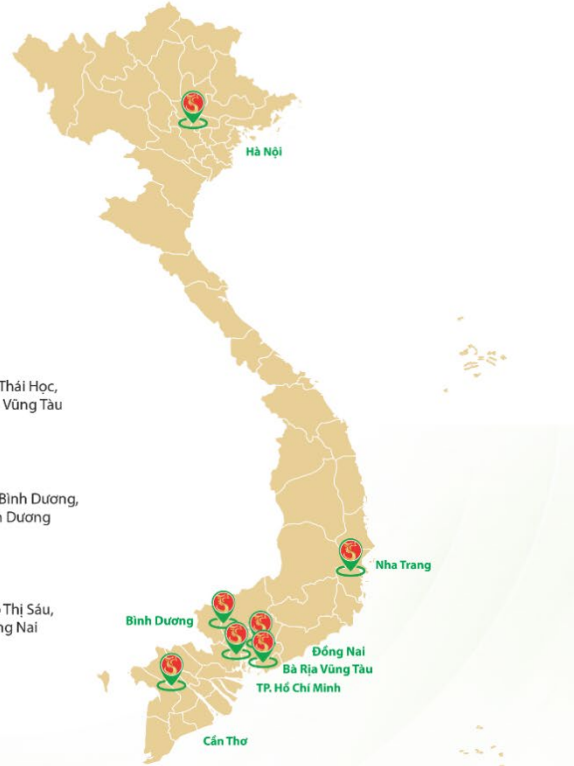 Hà Nội
Thái Học,
Vũng Tàu
Bình Dương,
Dương
Nha Trang
Thị Sáu,
ng Nai
Bình Dương
Đồng Nai
Bà Rịa Vũng Tàu
TP. Hồ Chí Minh
Cần Thơ